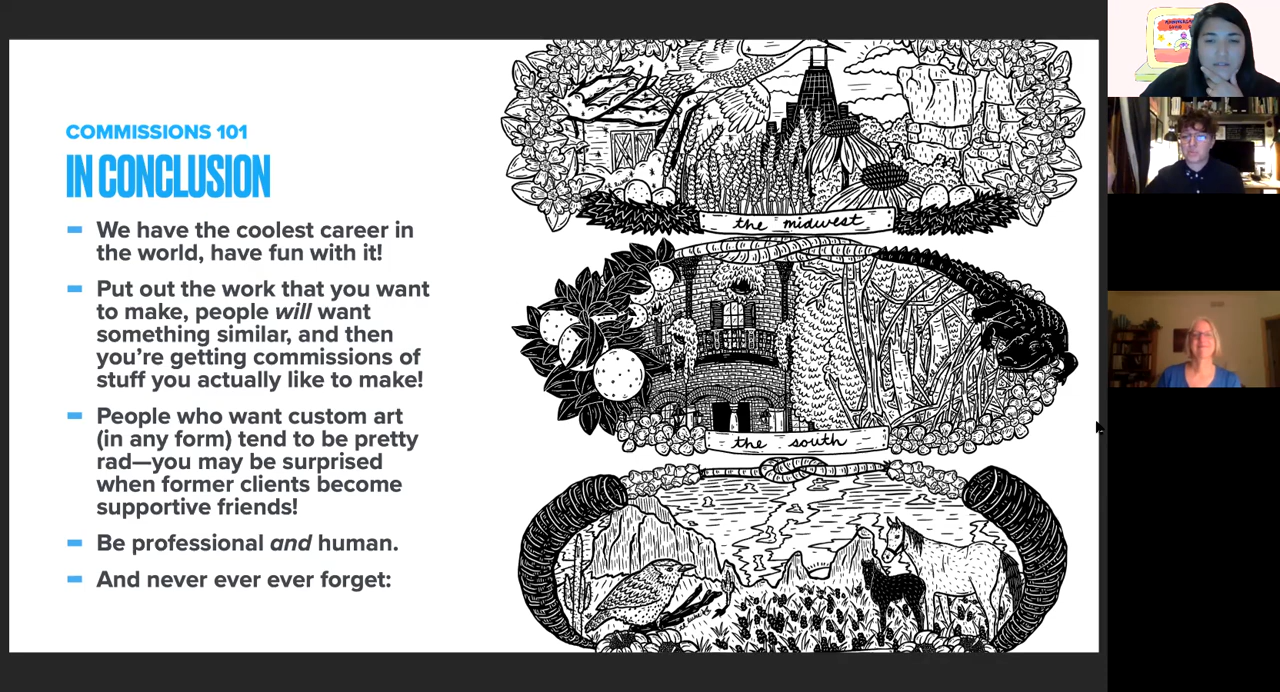 COMMISSIONS 101
IN CONCLUSION
We have the coolest career in
the world, have fun with it!
Put out the work that you want
to make, people will want
something similar, and then
you're getting commissions of
stuff you actually like to make!
People who want custom art
(in any form) tend to be pretty
rad—you may be surprised
when former clients become
supportive friends!
Be professional and human.
And never ever ever forget:
the midwest
the south